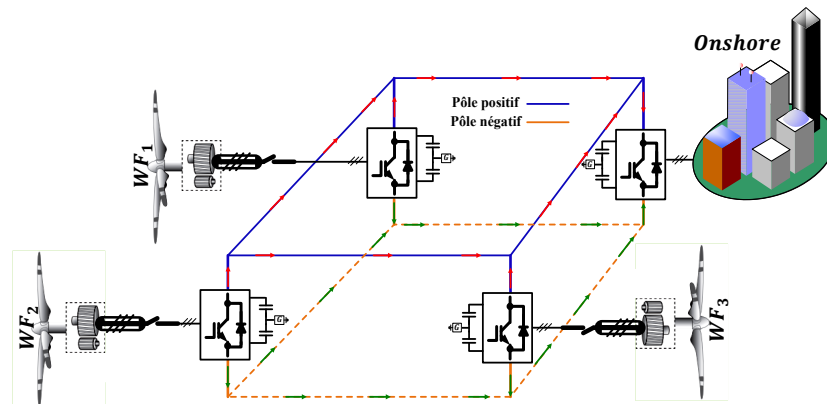 Onshore
Pôle positif
Pôle négatif
WF1
G
G
WF2
G
G
WF3